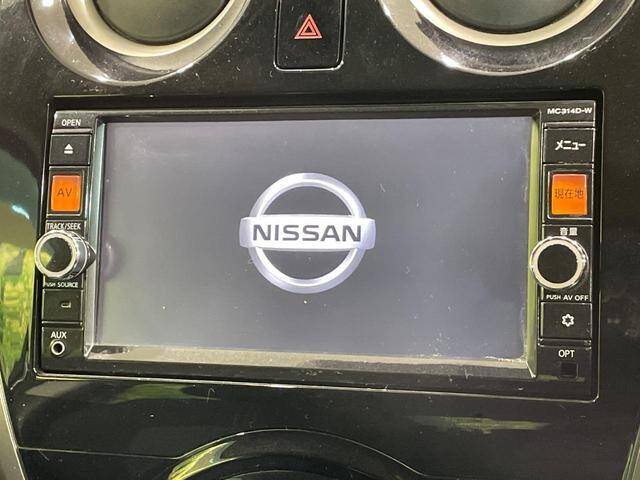 MC314D-W
OPEN
メニュー
AV
現在地
TRACK/SEEK
音量
NISSAN
PUSH SOURCE
PUSH AV OFF
AUX
OPT